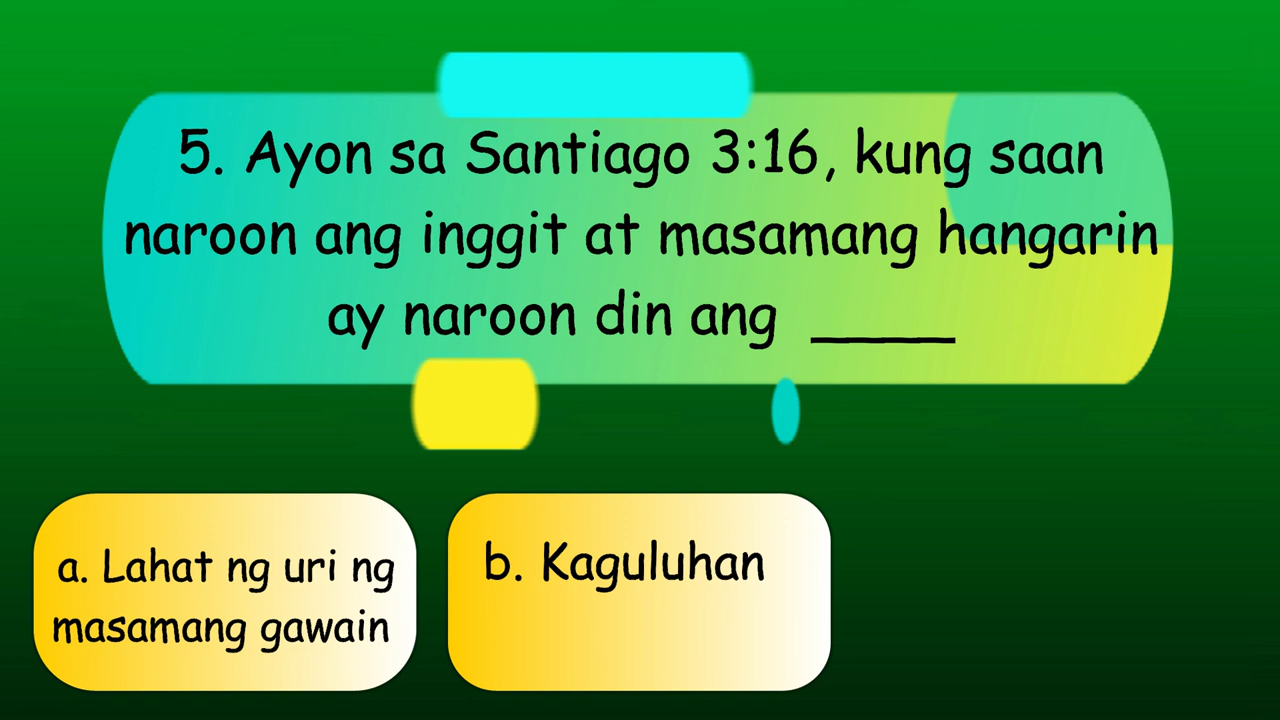 5. Ayon sa Santiago 3:16, kung saan
naroon ang inggit at masamang hangarin
ay naroon din ang _____
a. Lahat ng uri ng
masamang gawain
b. Kaguluhan